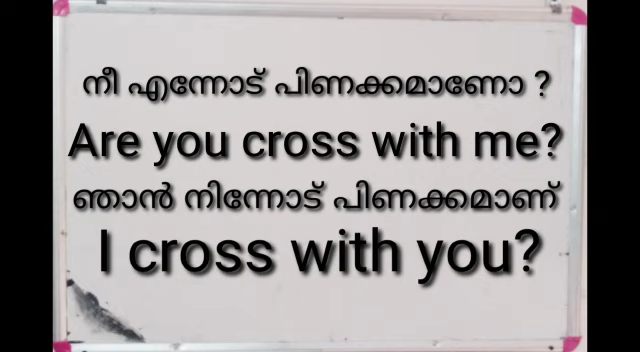 നീ എന്നോട് പിണക്കമാണോ ?
Are you cross with me?
ഞാൻ നിന്നോട് പിണക്കമാണ്
I cross with you?